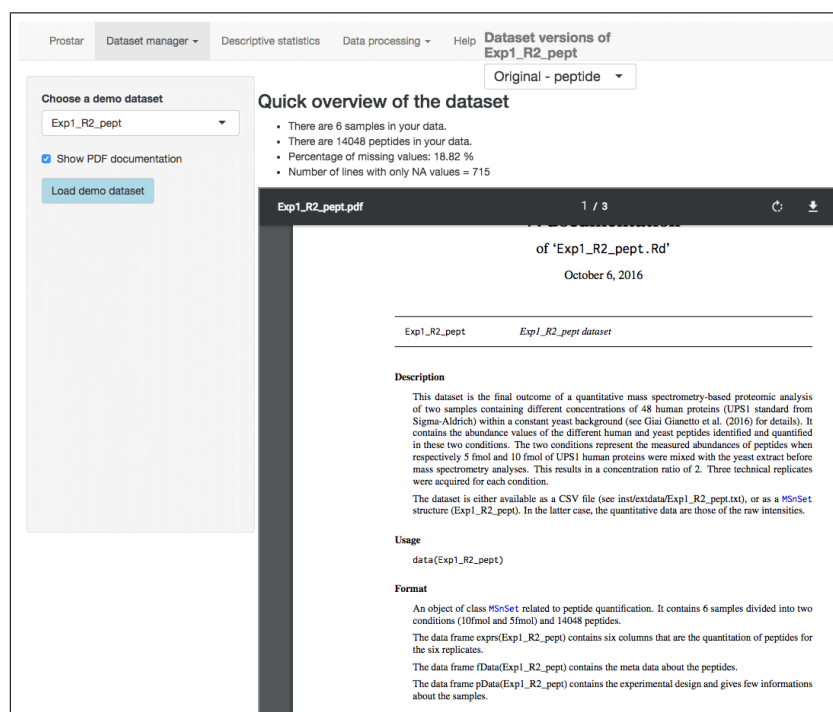 Prostar Dataset manager Descriptive statistics Data processing Help
Dataset versions of
Exp1_R2_pept
Original - peptide
Choose a demo dataset
Exp1_R2_pept
Show PDF documentation
Load demo dataset
Quick overview of the dataset
• There are 6 samples in your data.
• There are 14048 peptides in your data.
• Percentage of missing values: 18.82 %
• Number of lines with only NA values = 715
Exp1_R2_pept.pdf 1 / 3
of ‘Exp1_R2_pept.Rd’
October 6, 2016
Exp1_R2_pept Exp1_R2_pept dataset
Description
This dataset is the final outcome of a quantitative mass spectrometry-based proteomic analysis
of two samples containing different concentrations of 48 human proteins (UPS1 standard from
Sigma-Aldrich) within a constant yeast background (see Giai Gianetto et al. (2016) for details). It
contains the abundance values of the different human and yeast peptides identified and quantified
in these two conditions. The two conditions represent the measured abundances of peptides when
respectively 5 fmol and 10 fmol of UPS1 human proteins were mixed with the yeast extract before
mass spectrometry analyses. This results in a concentration ratio of 2. Three technical replicates
were acquired for each condition.
The dataset is either available as a CSV file (see inst/extdata/Exp1_R2_pept.txt), or as a MSnSet
structure (Exp1_R2_pept). In the latter case, the quantitative data are those of the raw intensities.
Usage
data(Exp1_R2_pept)
Format
An object of class MSnSet related to peptide quantification. It contains 6 samples divided into two
conditions (10fmol and 5fmol) and 14048 peptides.
The data frame exprs(Exp1_R2_pept) contains six columns that are the quantitation of peptides for
the six replicates.
The data frame fData(Exp1_R2_pept) contains the meta data about the peptides.
The data frame pData(Exp1_R2_pept) contains the experimental design and gives few informations
about the samples.